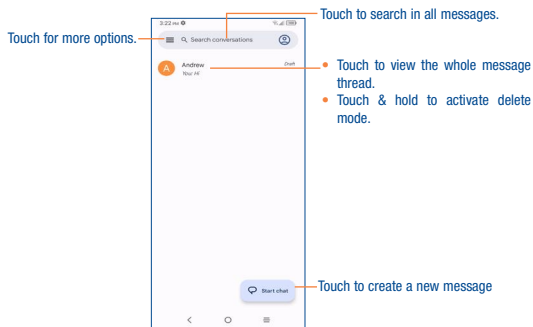 Touch to search in all messages.
Touch for more options.
3:22 PM
Search conversations
A
Andrew
Draft
You: Hi
• Touch to view the whole message
thread.
• Touch & hold to activate delete
mode.
Start chat
Touch to create a new message